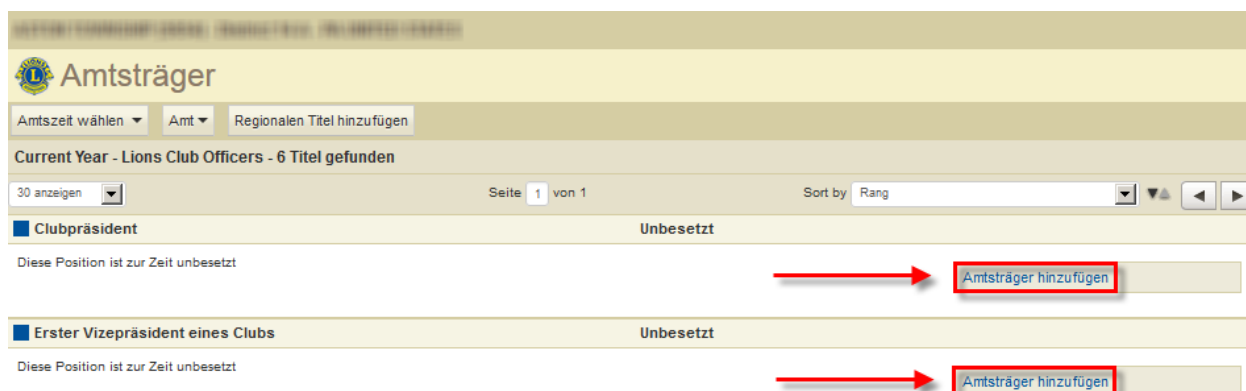 Amtsträger
Amtszeit wählen Amt Regionalen Titel hinzufügen
Current Year - Lions Club Officers - 6 Titel gefunden
30 anzeigen Seite 1 von 1 Sort by Rang
Clubpräsident Unbesetzt
Diese Position ist zur Zeit unbesetzt
Amtsträger hinzufügen
Erster Vizepräsident eines Clubs Unbesetzt
Diese Position ist zur Zeit unbesetzt
Amtsträger hinzufügen